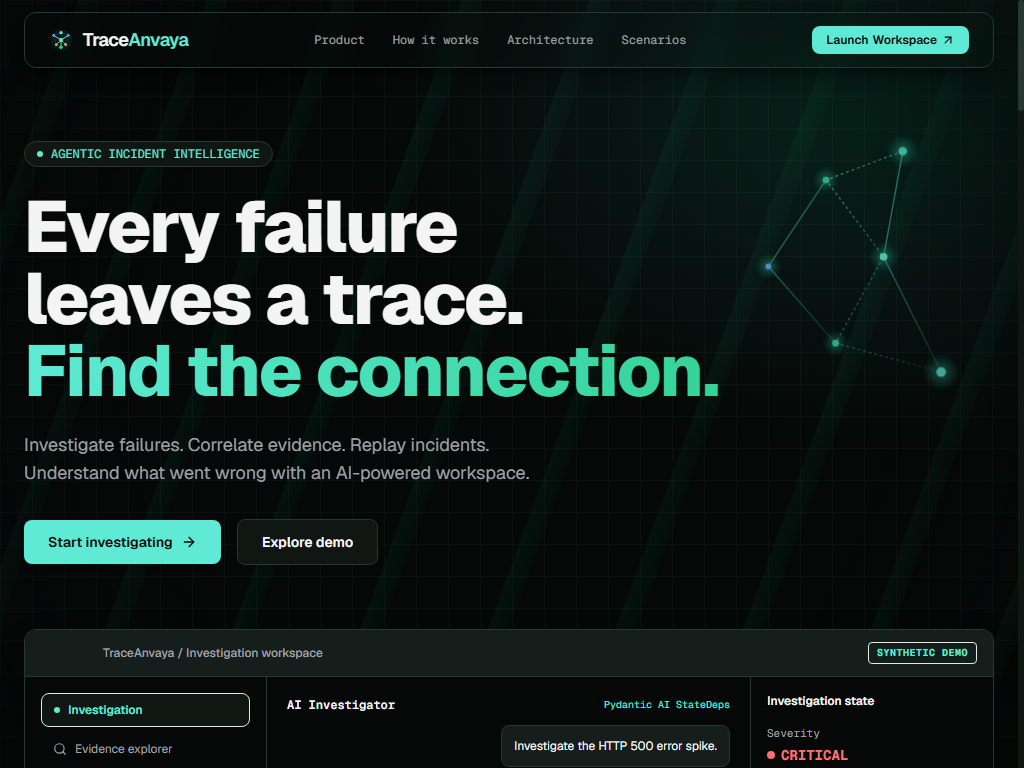 TraceAnvaya
Product
How it works
Architecture
Scenarios
Launch Workspace
AGENTIC INCIDENT INTELLIGENCE
Every failure
leaves a trace.
Find the connection.
Investigate failures. Correlate evidence. Replay incidents.
Understand what went wrong with an AI-powered workspace.
Start investigating
Explore demo
TraceAnvaya / Investigation workspace
SYNTHETIC DEMO
Investigation
Evidence explorer
AI Investigator
Pydantic AI StateDeps
Investigate the HTTP 500 error spike.
Investigation state
Severity
CRITICAL